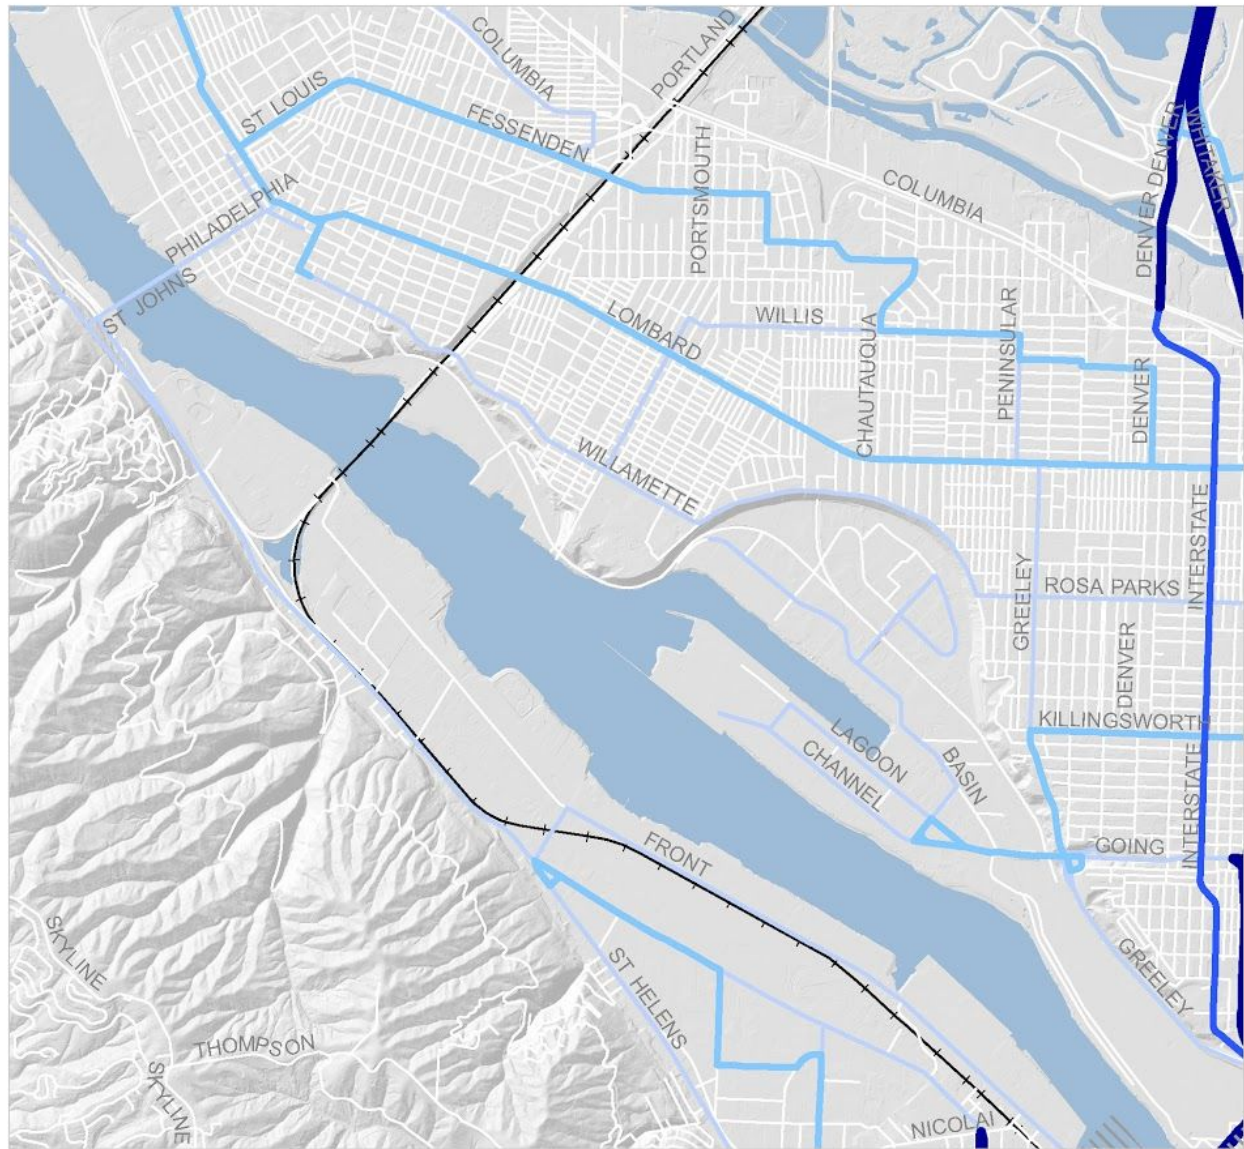 COLUMBIA
PORTLAND
ST LOUIS
FESSENDEN
PORTSMOUTH
DENVER
DENVER
WHITAKER
COLUMBIA
PHILADELPHIA
ST JOHNS
LOMBARD
WILLIS
CHAUTAUQUA
PENINSULAR
DENVER
WILLAMETTE
INTERSTATE
GREELEY
ROSA PARKS
DENVER
KILLINGSWORTH
LAGOON
CHANNEL
BASIN
INTERSTATE
FRONT
GOING
GREELEY
SKYLINE
ST HELENS
THOMPSON
SKYLINE
NICOLAI